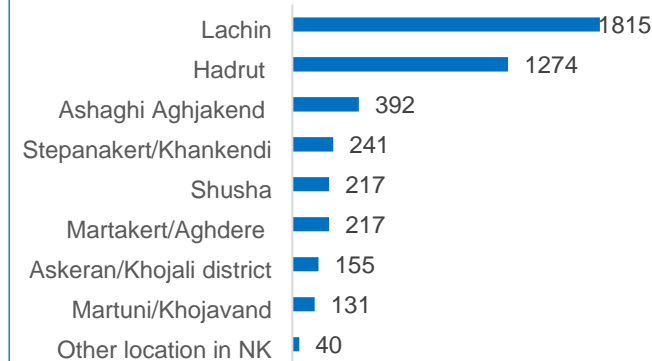 Lachin 1815
Hadrut 1274
Ashaghi Aghjakend 392
Stepanakert/Khankendi 241
Shusha 217
Martakert/Aghdere 217
Askeran/Khojali district 155
Martuni/Khojavand 131
Other location in NK 40